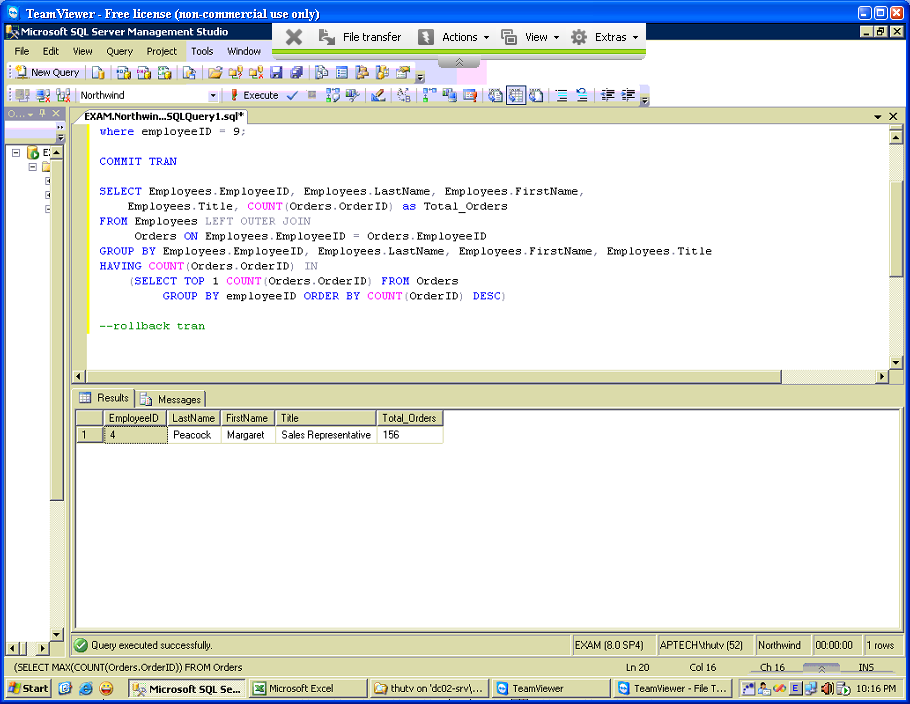 TeamViewer - Free license (non-commercial use only)
Microsoft SQL Server Management Studio
File transfer Actions View Extras
File Edit View Query Project Tools Window
New Query
Northwind Execute
O...
EXAM.Northwin...SQLQuery1.sql*
where employeeID = 9;
COMMIT TRAN
SELECT Employees.EmployeeID, Employees.LastName, Employees.FirstName,
Employees.Title, COUNT(Orders.OrderID) as Total_Orders
FROM Employees LEFT OUTER JOIN
Orders ON Employees.EmployeeID = Orders.EmployeeID
GROUP BY Employees.EmployeeID, Employees.LastName, Employees.FirstName, Employees.Title
HAVING COUNT(Orders.OrderID) IN
(SELECT TOP 1 COUNT(Orders.OrderID) FROM Orders
GROUP BY employeeID ORDER BY COUNT(OrderID) DESC)
--rollback tran
Results Messages
EmployeeID LastName FirstName Title Total_Orders
1 4 Peacock Margaret Sales Representative 156
Query executed successfully. EXAM (8.0 SP4) APTECH\thutv (52) Northwind 00:00:00 1 rows
(SELECT MAX(COUNT(Orders.OrderID)) FROM Orders Ln 20 Col 16 Ch 16 INS
Start Microsoft SQL Se... Microsoft Excel thutv on 'dc02-srv\... TeamViewer TeamViewer - File T... E 10:16 PM